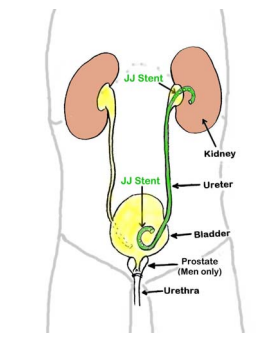 JJ Stent
Kidney
JJ Stent
Ureter
Bladder
Prostate
(Men only)
Urethra